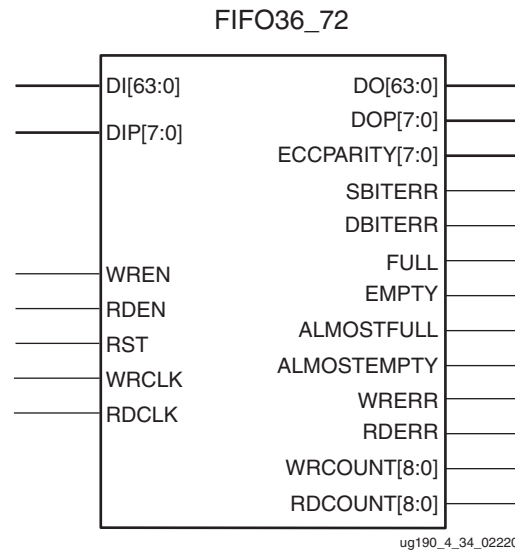 FIFO36_72
DI[63:0]
DIP[7:0]
WREN
RDEN
RST
WRCLK
RDCLK
DO[63:0]
DOP[7:0]
ECCPARITY[7:0]
SBITERR
DBITERR
FULL
EMPTY
ALMOSTFULL
ALMOSTEMPTY
WRERR
RDERR
WRCOUNT[8:0]
RDCOUNT[8:0]
ug190_4_34_02220